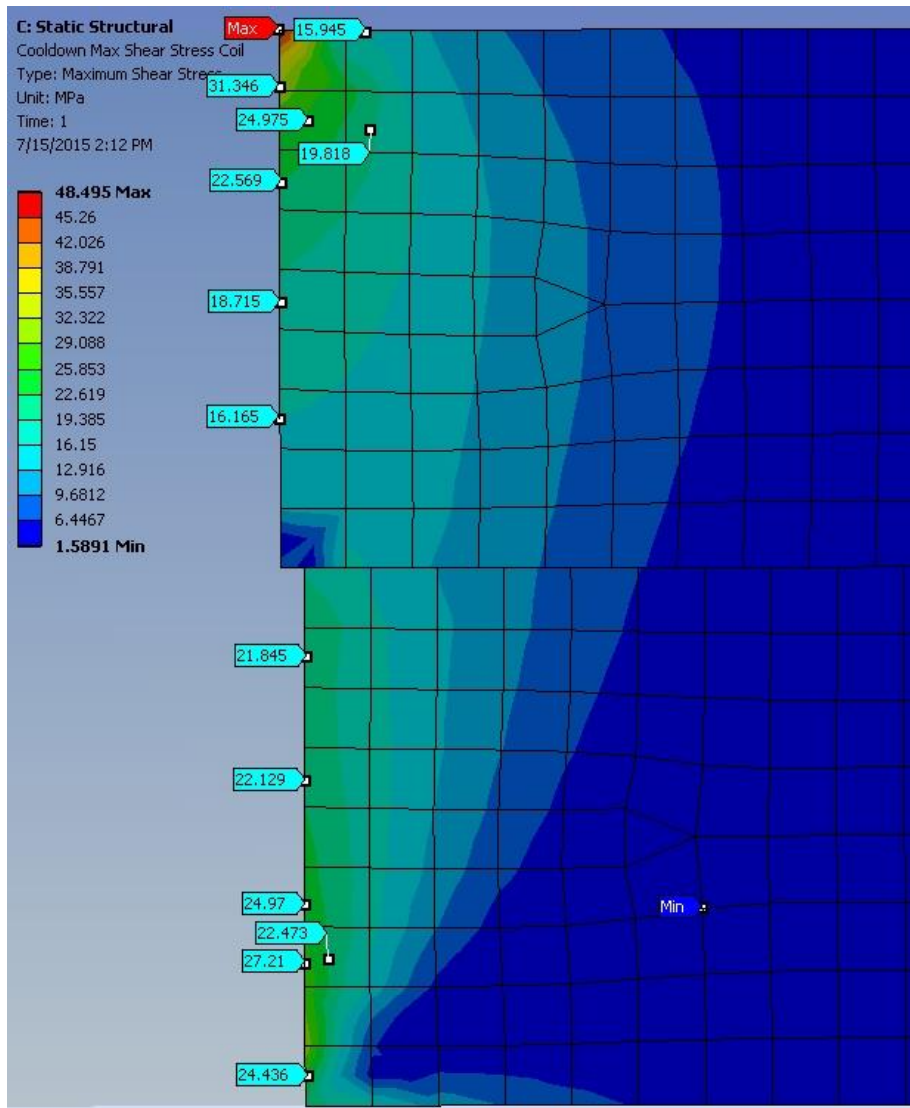 C: Static Structural
Cooldown Max Shear Stress Coil
Type: Maximum Shear Stress
Unit: MPa
Time: 1
7/15/2015 2:12 PM
48.495 Max
45.26
42.026
38.791
35.557
32.322
29.088
25.853
22.619
19.385
16.15
12.916
9.6812
6.4467
1.5891 Min
Max
15.945
31.346
24.975
19.818
22.569
18.715
16.165
21.845
22.129
24.97
Min
22.473
27.21
24.436